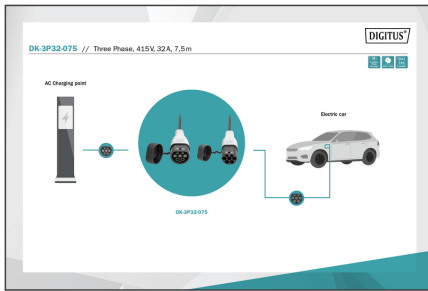 DIGITUS®
DK-3P32-075 // Three Phase, 415V, 32A, 7,5m
AC Charging point
Electric car
DK-3P32-075